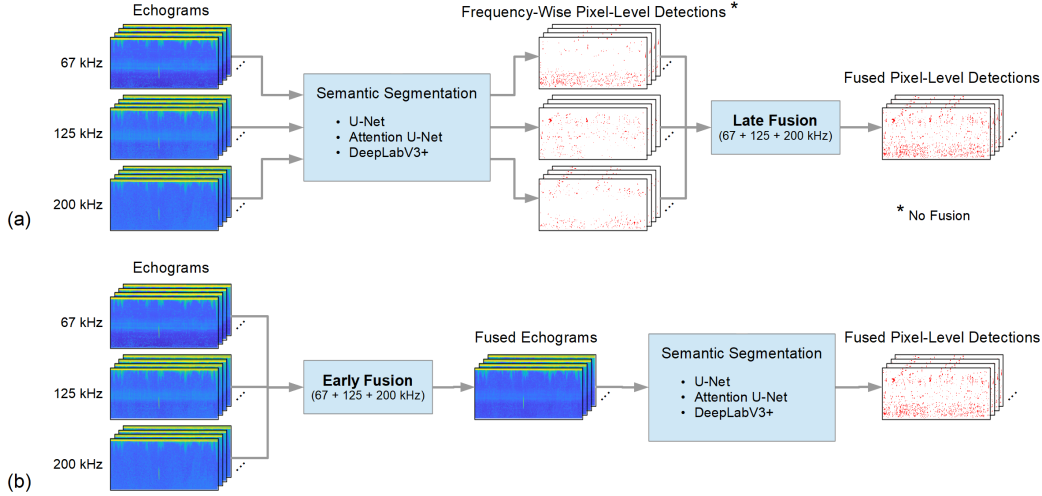 Echograms
Frequency-Wise Pixel-Level Detections *
67 kHz
125 kHz
200 kHz
Semantic Segmentation
• U-Net
• Attention U-Net
• DeepLabV3+
Late Fusion
(67 + 125 + 200 kHz)
Fused Pixel-Level Detections
* No Fusion
(a)
Echograms
67 kHz
125 kHz
200 kHz
Early Fusion
(67 + 125 + 200 kHz)
Fused Echograms
Semantic Segmentation
• U-Net
• Attention U-Net
• DeepLabV3+
Fused Pixel-Level Detections
(b)